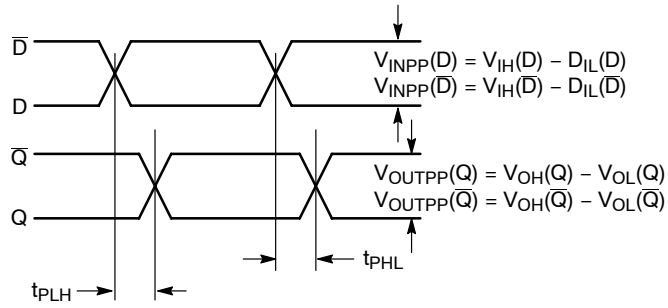 D̅
V_INPP(D) = V_IH(D) − D_IL(D)
V_INPP(D̅) = V_IH(D̅) − D_IL(D̅)
D
Q̅
V_OUTPP(Q) = V_OH(Q) − V_OL(Q)
V_OUTPP(Q̅) = V_OH(Q̅) − V_OL(Q̅)
Q
t_PHL
t_PLH